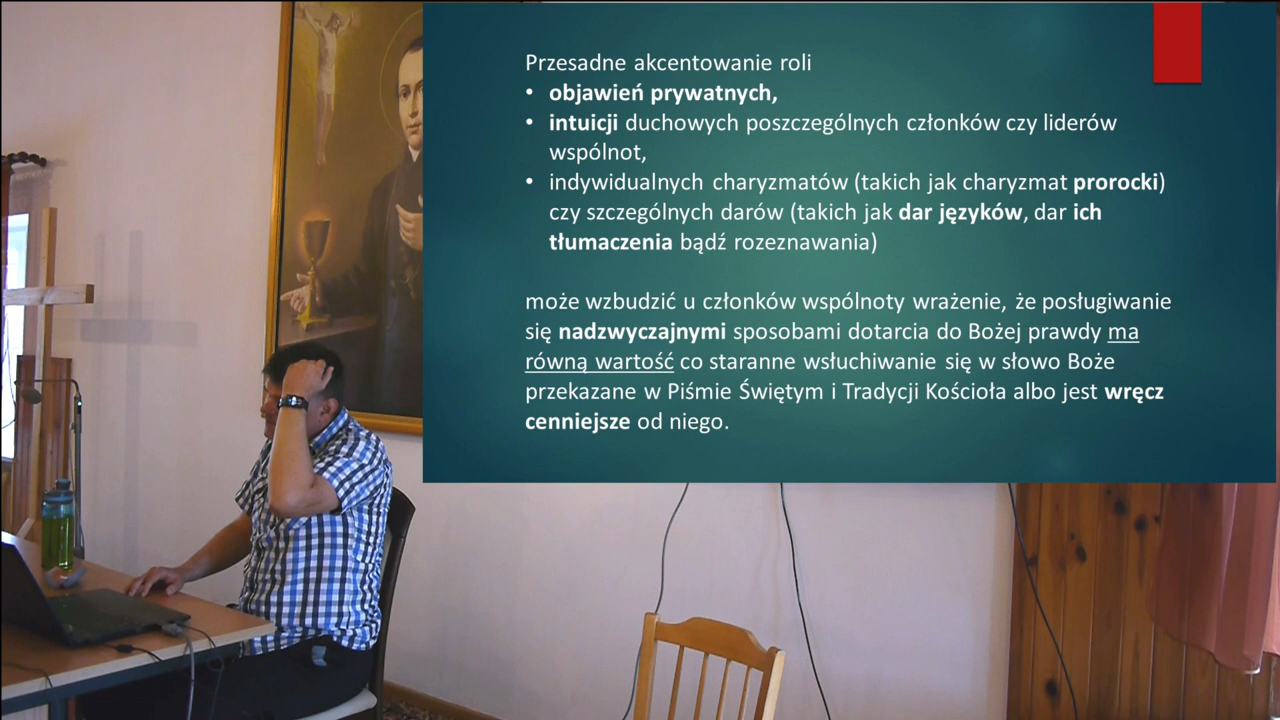 Przesadne akcentowanie roli
• objawień prywatnych,
• intuicji duchowych poszczególnych członków czy liderów
wspólnot,
• indywidualnych charyzmatów (takich jak charyzmat prorocki)
czy szczególnych darów (takich jak dar języków, dar ich
tłumaczenia bądź rozeznawania)
może wzbudzić u członków wspólnoty wrażenie, że posługiwanie
się nadzwyczajnymi sposobami dotarcia do Bożej prawdy ma
równą wartość co staranne wsłuchiwanie się w słowo Boże
przekazane w Piśmie Świętym i Tradycji Kościoła albo jest wręcz
cenniejsze od niego.